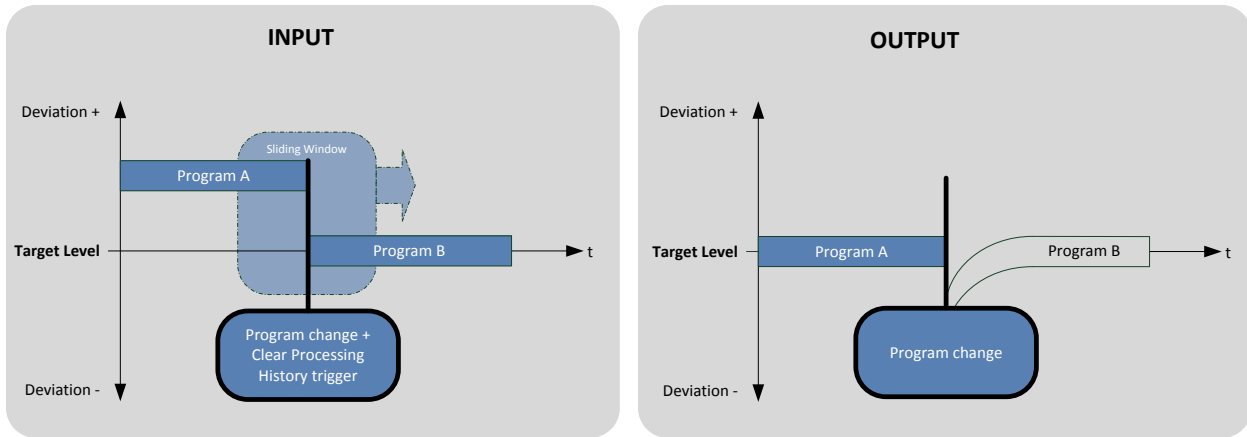 INPUT
Deviation +
Sliding Window
Program A
Target Level
Program B
t
Program change +
Clear Processing
History trigger
Deviation -
OUTPUT
Deviation +
Target Level
Program A
Program B
t
Program change
Deviation -